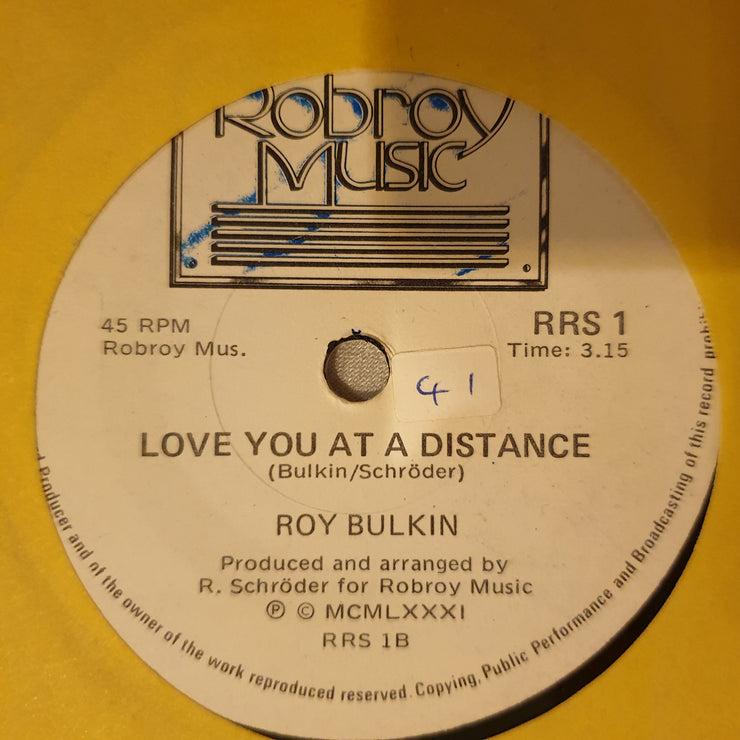 Robroy
Music
45 RPM
Robroy Mus.
RRS 1
Time: 3.15
41
LOVE YOU AT A DISTANCE
(Bulkin/Schröder)
ROY BULKIN
Produced and arranged by
R. Schröder for Robroy Music
Ⓟ © MCMLXXXI
RRS 1B
Producer and of the owner of the work reproduced reserved. Copying, Public Performance and Broadcasting of this record